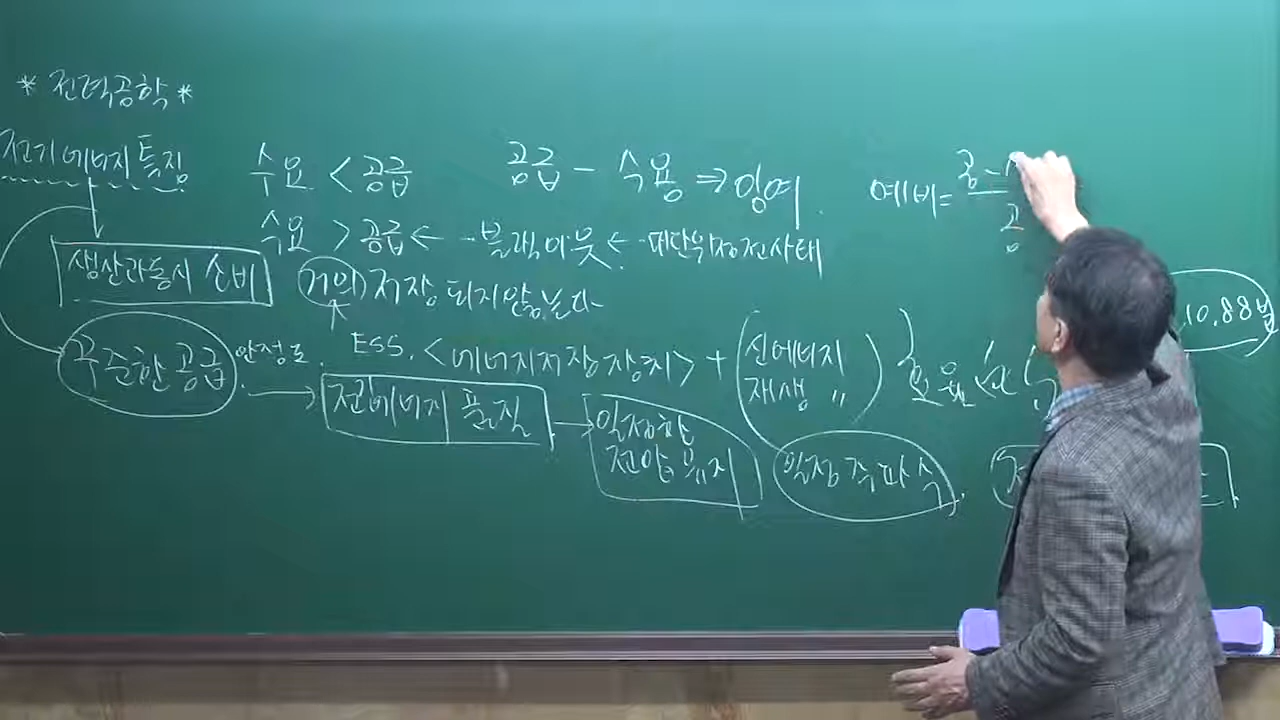 * 전력공학 *
전기에너지 특징
수요 < 공급
공급 - 수용 ⇒ 잉여.
예비= 공-수
공
수요 > 공급 ← 블랙아웃 ← 대단위정전사태
생산과동시 소비
거의) 저장 되지않는다
10.88
꾸준한 공급 안정도.
ESS. <에너지저장장치> + (신에너지
재생 〃)
효율
전기에너지 품질
일정한
전압 유지
일정 주파수.